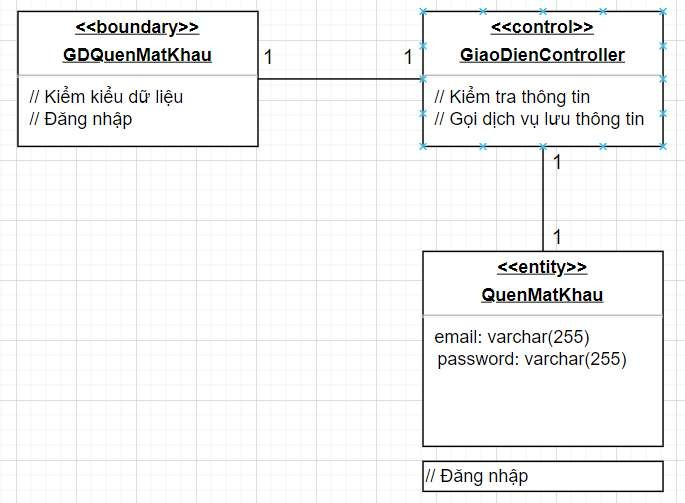 <<boundary>>
GDQuenMatKhau
// Kiểm kiểu dữ liệu
// Đăng nhập
1
1
<<control>>
GiaoDienController
// Kiểm tra thông tin
// Gọi dịch vụ lưu thông tin
1
1
<<entity>>
QuenMatKhau
email: varchar(255)
password: varchar(255)
// Đăng nhập